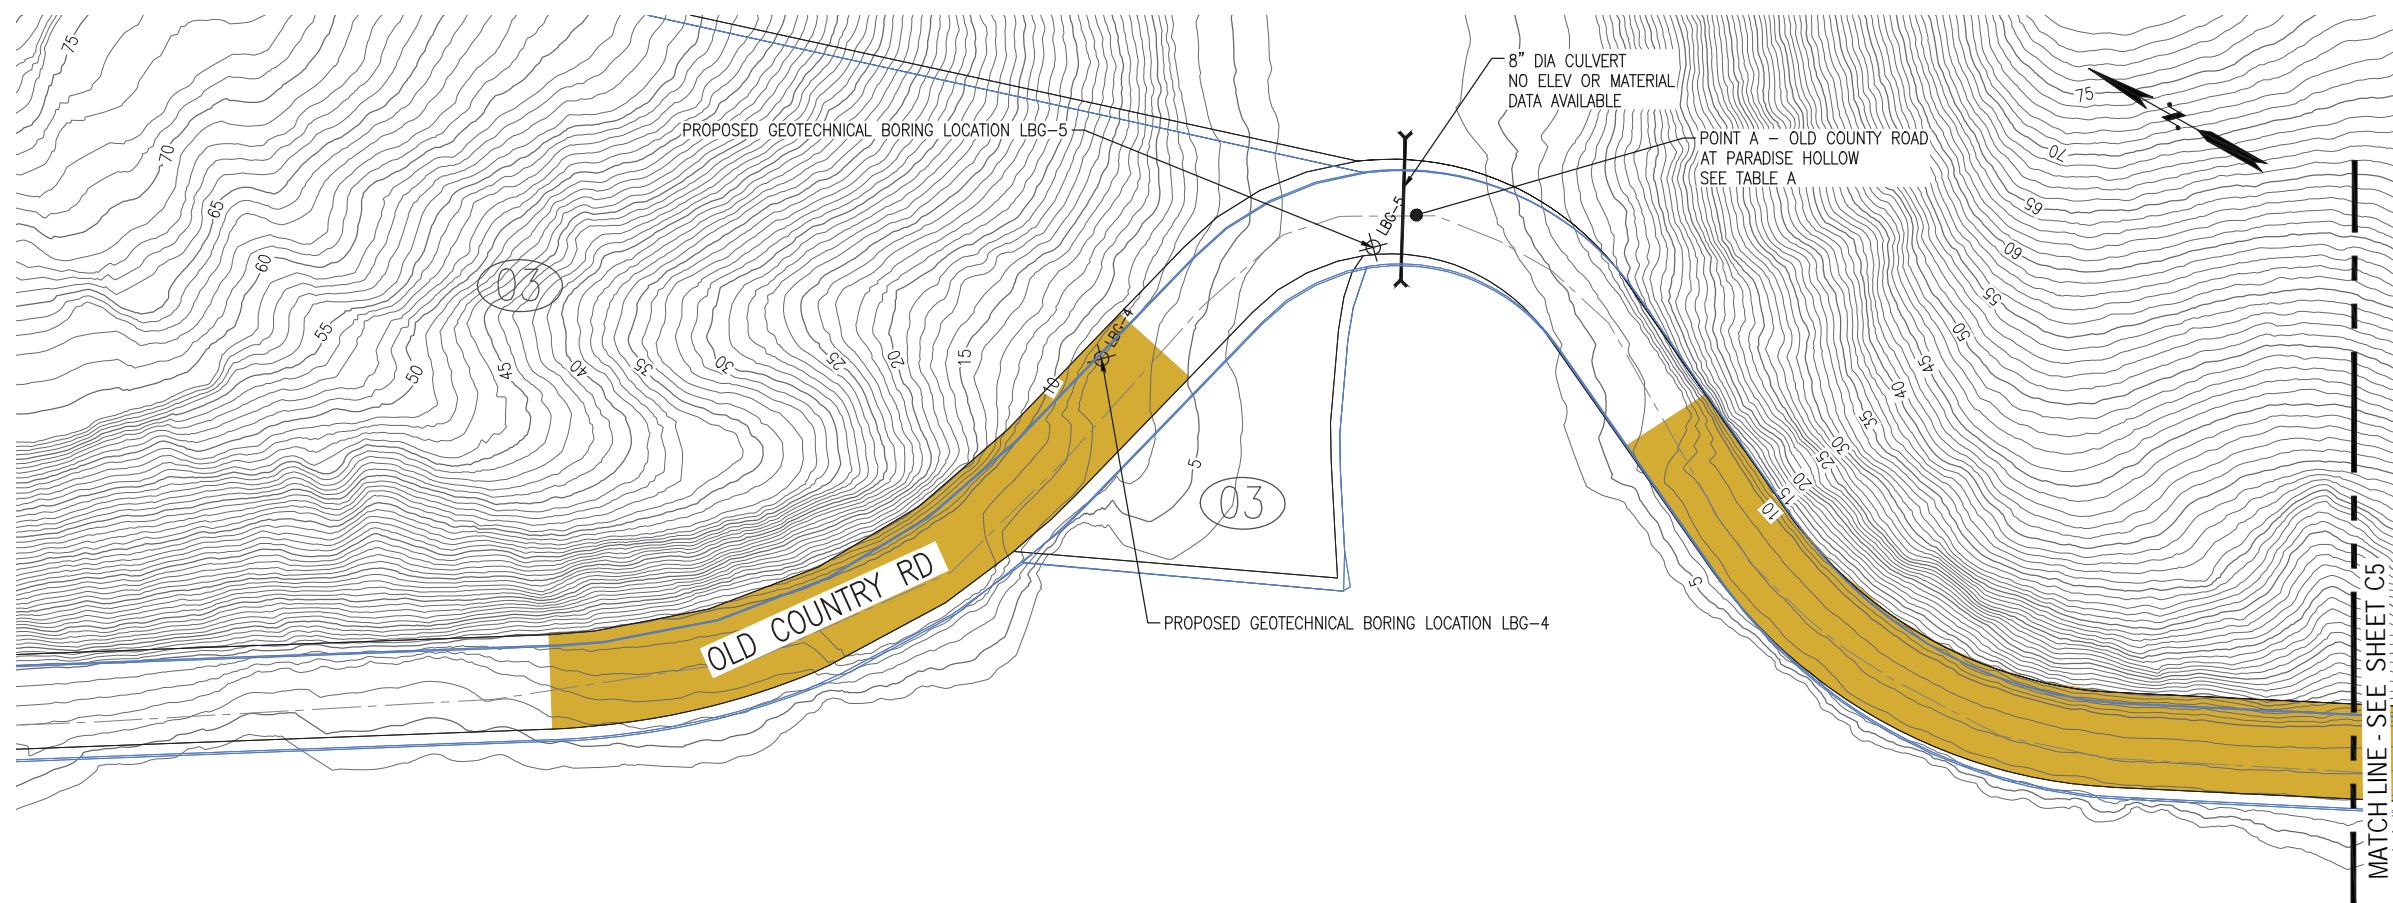 75
8" DIA CULVERT
NO ELEV OR MATERIAL
DATA AVAILABLE
75
PROPOSED GEOTECHNICAL BORING LOCATION LBG-5
POINT A - OLD COUNTY ROAD
AT PARADISE HOLLOW
SEE TABLE A
70
70
65
LBG-5
65
60
60
03
55
55
LBG-4
50
50
45
40
35
30
25
20
15
10
45
40
35
30
25
20
15
10
5
03
5
OLD COUNTRY RD
PROPOSED GEOTECHNICAL BORING LOCATION LBG-4
MATCH LINE - SEE SHEET C5
N